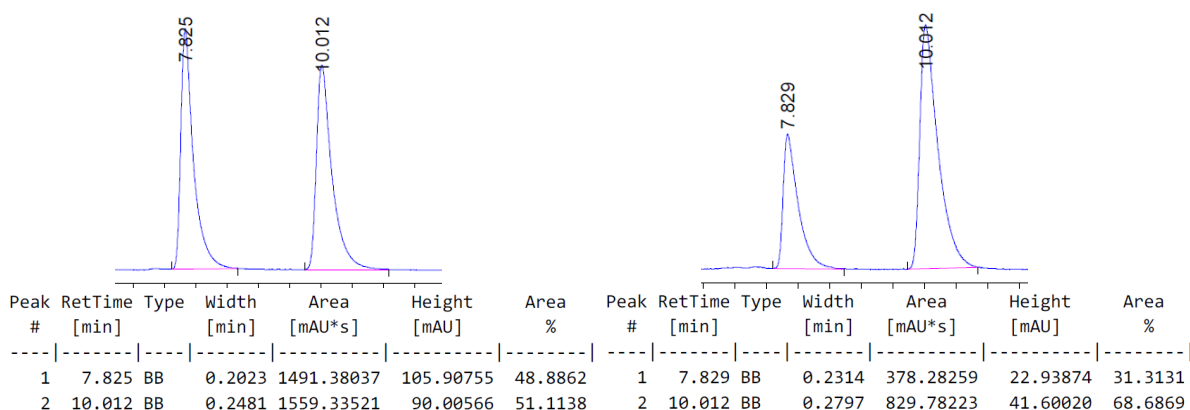 7.825
10.012
7.829
10.012
Peak RetTime Type Width Area Height Area
# [min] [min] [mAU*s] [mAU] %
----|-------|----|-------|----------|----------|--------|
1 7.825 BB 0.2023 1491.38037 105.90755 48.8862
2 10.012 BB 0.2481 1559.33521 90.00566 51.1138
Peak RetTime Type Width Area Height Area
# [min] [min] [mAU*s] [mAU] %
----|-------|----|-------|----------|----------|--------|
1 7.829 BB 0.2314 378.28259 22.93874 31.3131
2 10.012 BB 0.2797 829.78223 41.60020 68.6869